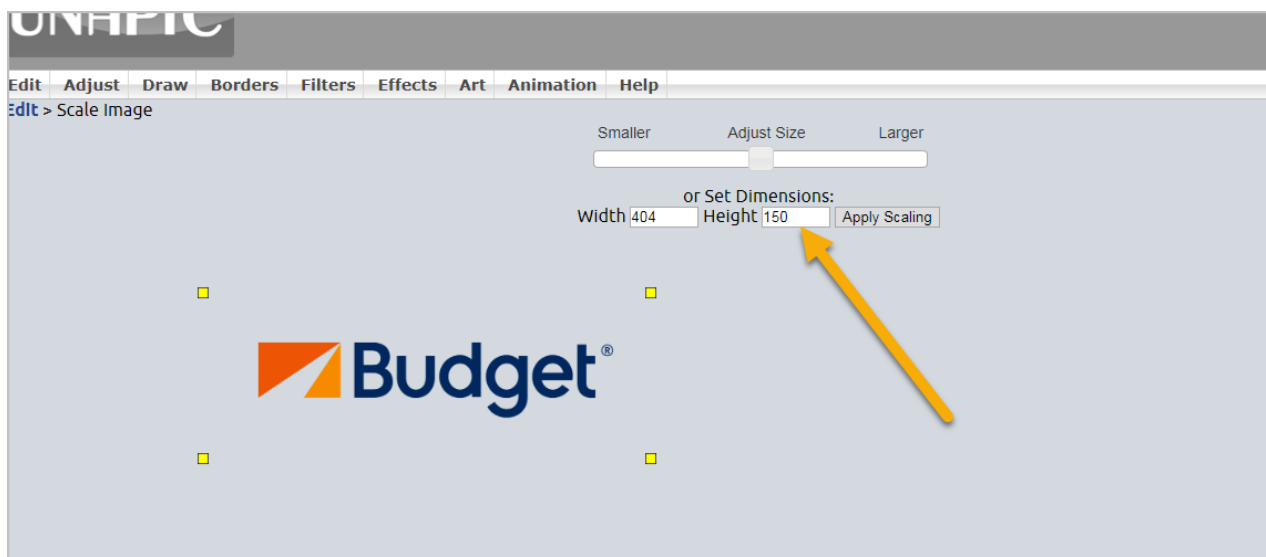 UNAPIC
Edit Adjust Draw Borders Filters Effects Art Animation Help
Edit > Scale Image
Smaller Adjust Size Larger
or Set Dimensions:
Width 404 Height 150 Apply Scaling
Budget®